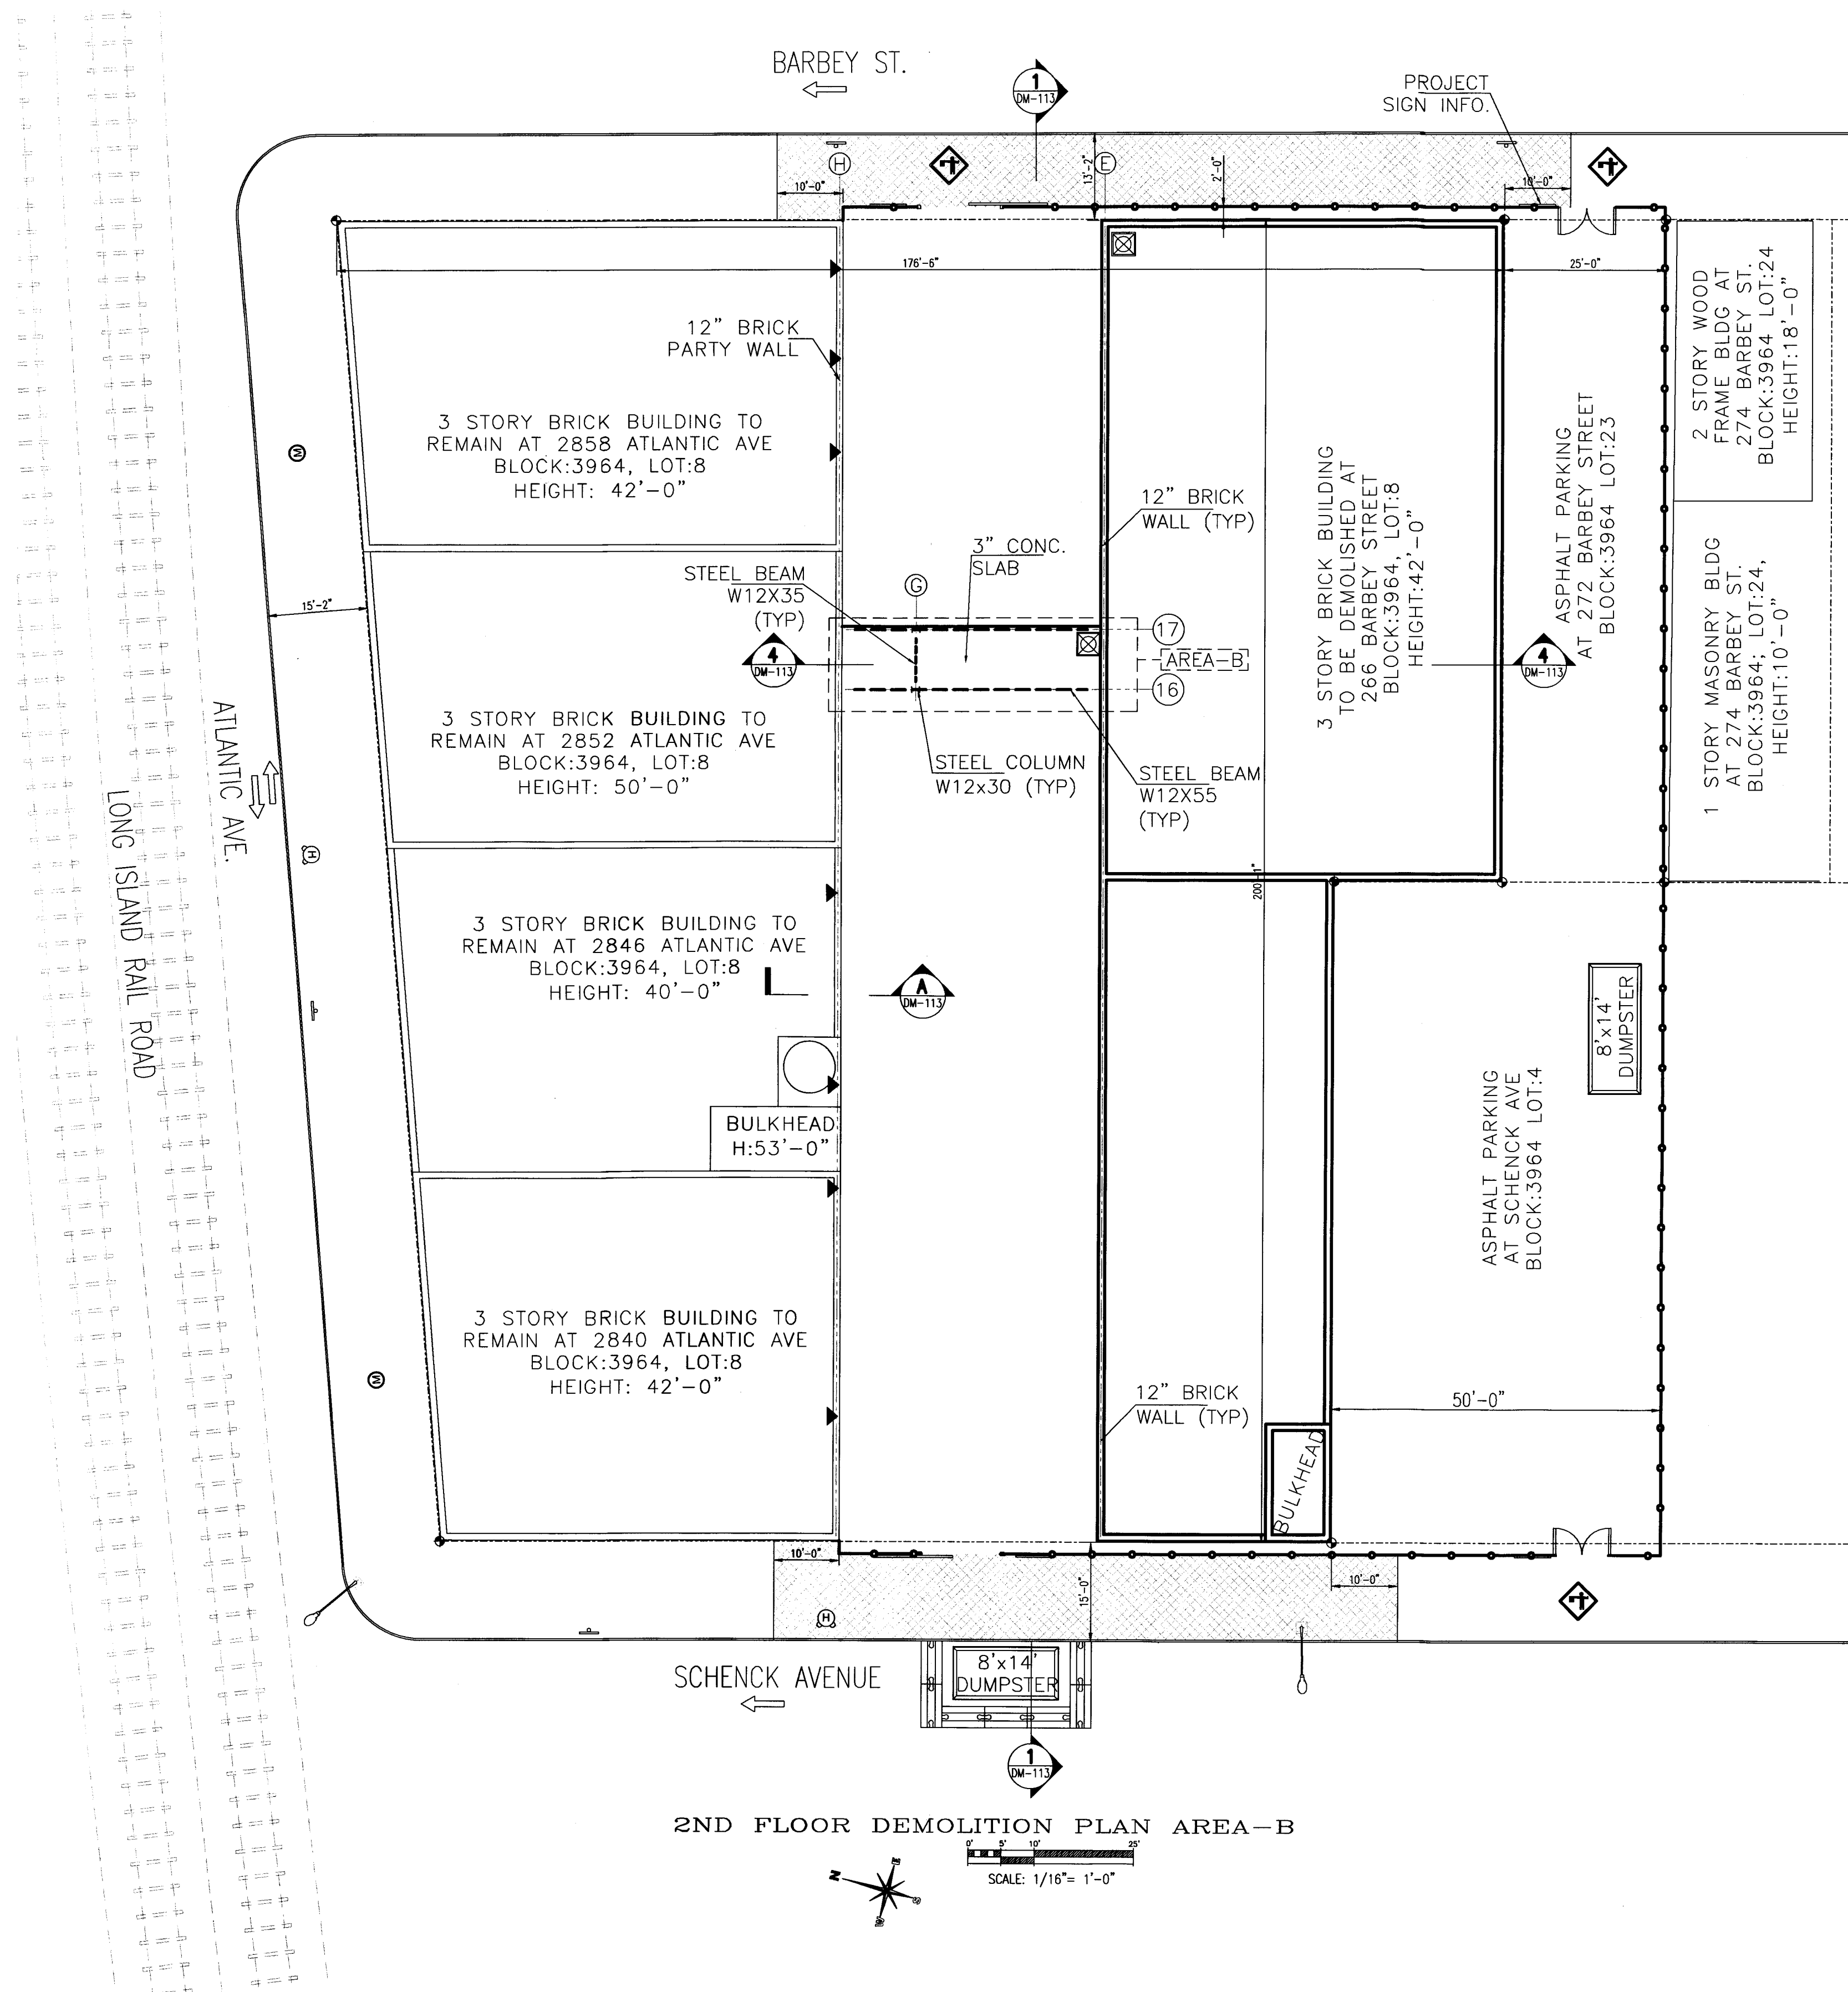 BARBEY ST.
1
DM-113
PROJECT
SIGN INFO.
H
E
13'-2"
2'-0"
10'-0"
10'-0"
176'-6"
25'-0"
12" BRICK
PARTY WALL
3 STORY BRICK BUILDING TO
REMAIN AT 2858 ATLANTIC AVE
BLOCK:3964, LOT:8
HEIGHT: 42'-0"
2 STORY WOOD
FRAME BLDG AT
274 BARBEY ST.
BLOCK:3964 LOT:24
HEIGHT:18'-0"
M
12" BRICK
WALL (TYP)
3 STORY BRICK BUILDING
TO BE DEMOLISHED AT
266 BARBEY STREET
BLOCK:3964, LOT:8
HEIGHT:42'-0"
ASPHALT PARKING
AT 272 BARBEY STREET
BLOCK:3964 LOT:23
3" CONC.
SLAB
STEEL BEAM
W12X35
(TYP)
G
15'-2"
17
AREA-B
16
4
DM-113
4
DM-113
1 STORY MASONRY BLDG
AT 274 BARBEY ST.
BLOCK:3964; LOT:24,
HEIGHT:10'-0"
3 STORY BRICK BUILDING TO
REMAIN AT 2852 ATLANTIC AVE
BLOCK:3964, LOT:8
HEIGHT: 50'-0"
STEEL COLUMN
W12x30 (TYP)
STEEL BEAM
W12X55
(TYP)
ATLANTIC AVE.
LONG ISLAND RAIL ROAD
H
200'-1"
3 STORY BRICK BUILDING TO
REMAIN AT 2846 ATLANTIC AVE
BLOCK:3964, LOT:8
HEIGHT: 40'-0"
A
DM-113
8'x14'
DUMPSTER
BULKHEAD
H:53'-0"
ASPHALT PARKING
AT SCHENCK AVE
BLOCK:3964 LOT:4
3 STORY BRICK BUILDING TO
REMAIN AT 2840 ATLANTIC AVE
BLOCK:3964, LOT:8
HEIGHT: 42'-0"
M
12" BRICK
WALL (TYP)
50'-0"
BULKHEAD
10'-0"
15'-0"
10'-0"
H
SCHENCK AVENUE
8'x14'
DUMPSTER
1
DM-113
2ND FLOOR DEMOLITION PLAN AREA-B
0' 5' 10' 25'
SCALE: 1/16"= 1'-0"
N
E
S
W